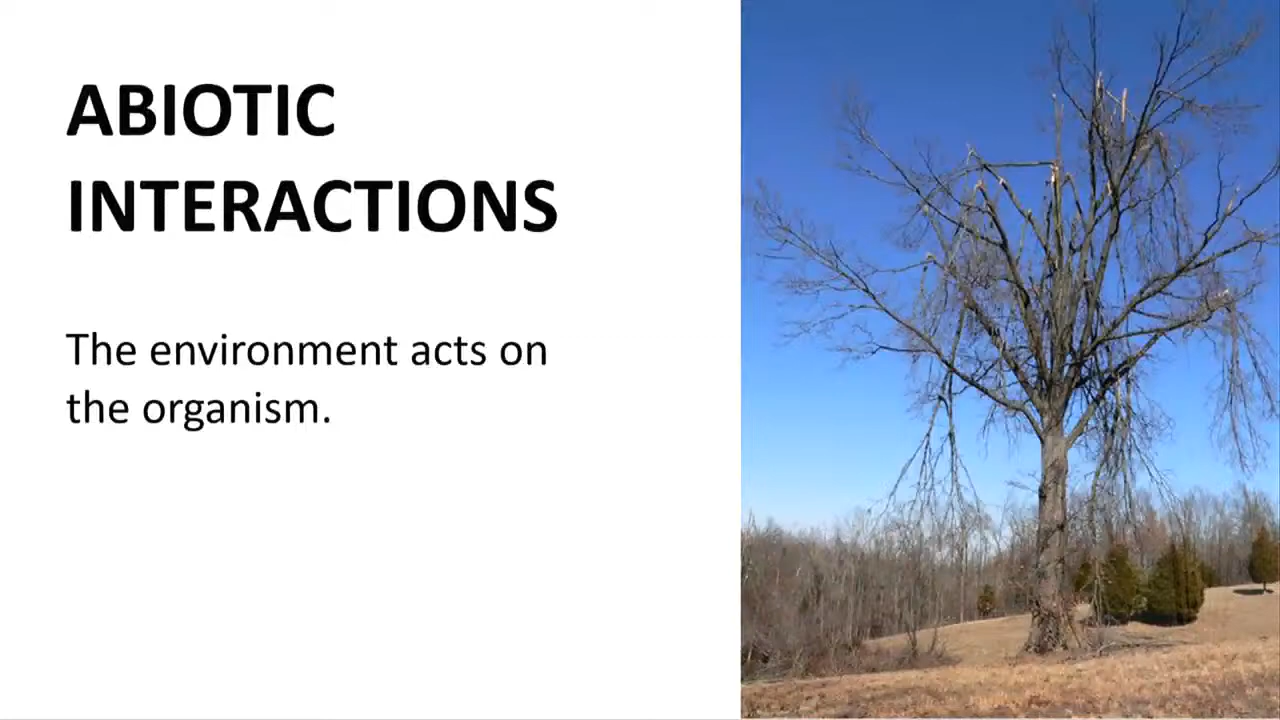 ABIOTIC
INTERACTIONS
The environment acts on
the organism.